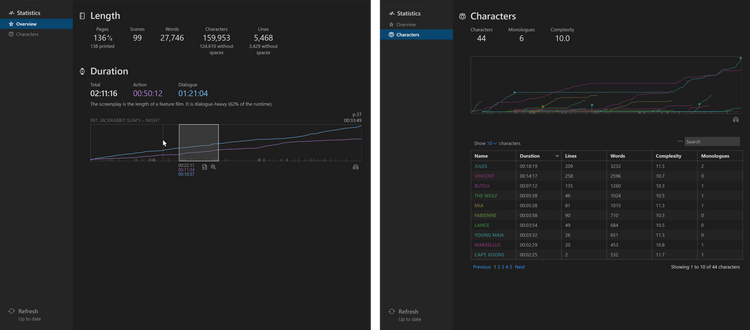 Statistics
Overview
Characters
Length
Pages Scenes Words Characters Lines
136% 99 27,746 159,953 5,468
138 printed 124,610 without spaces 3,429 without spaces
Duration
Total Action Dialogue
02:11:16 00:50:12 01:21:04
The screenplay is the length of a feature film. It is dialogue-heavy (62% of the runtime).
p.37
INT. JACKRABBIT SLIM'S – NIGHT 00:33:49
00:22:11
00:11:34
00:10:37
Refresh
Up to date
Statistics
Overview
Characters
Characters
Characters Monologues Complexity
44 6 10.0
Show 10 characters
Search
Name Duration Lines Words Complexity Monologues
JULES 00:18:19 209 3232 11.5 2
VINCENT 00:14:17 258 2596 10.7 0
BUTCH 00:07:12 135 1260 10.3 1
THE WOLF 00:05:38 46 1024 10.5 1
MIA 00:05:38 81 1015 11.3 1
FABIENNE 00:03:58 90 710 10.3 0
LANCE 00:03:54 49 684 10.5 0
YOUNG MAN 00:03:32 26 651 11.3 0
MARSELLUS 00:02:29 20 453 10.8 1
CAPT. KOONS 00:02:25 2 532 11.7 1
Previous 1 2 3 4 5 Next Showing 1 to 10 of 44 characters
Refresh
Up to date